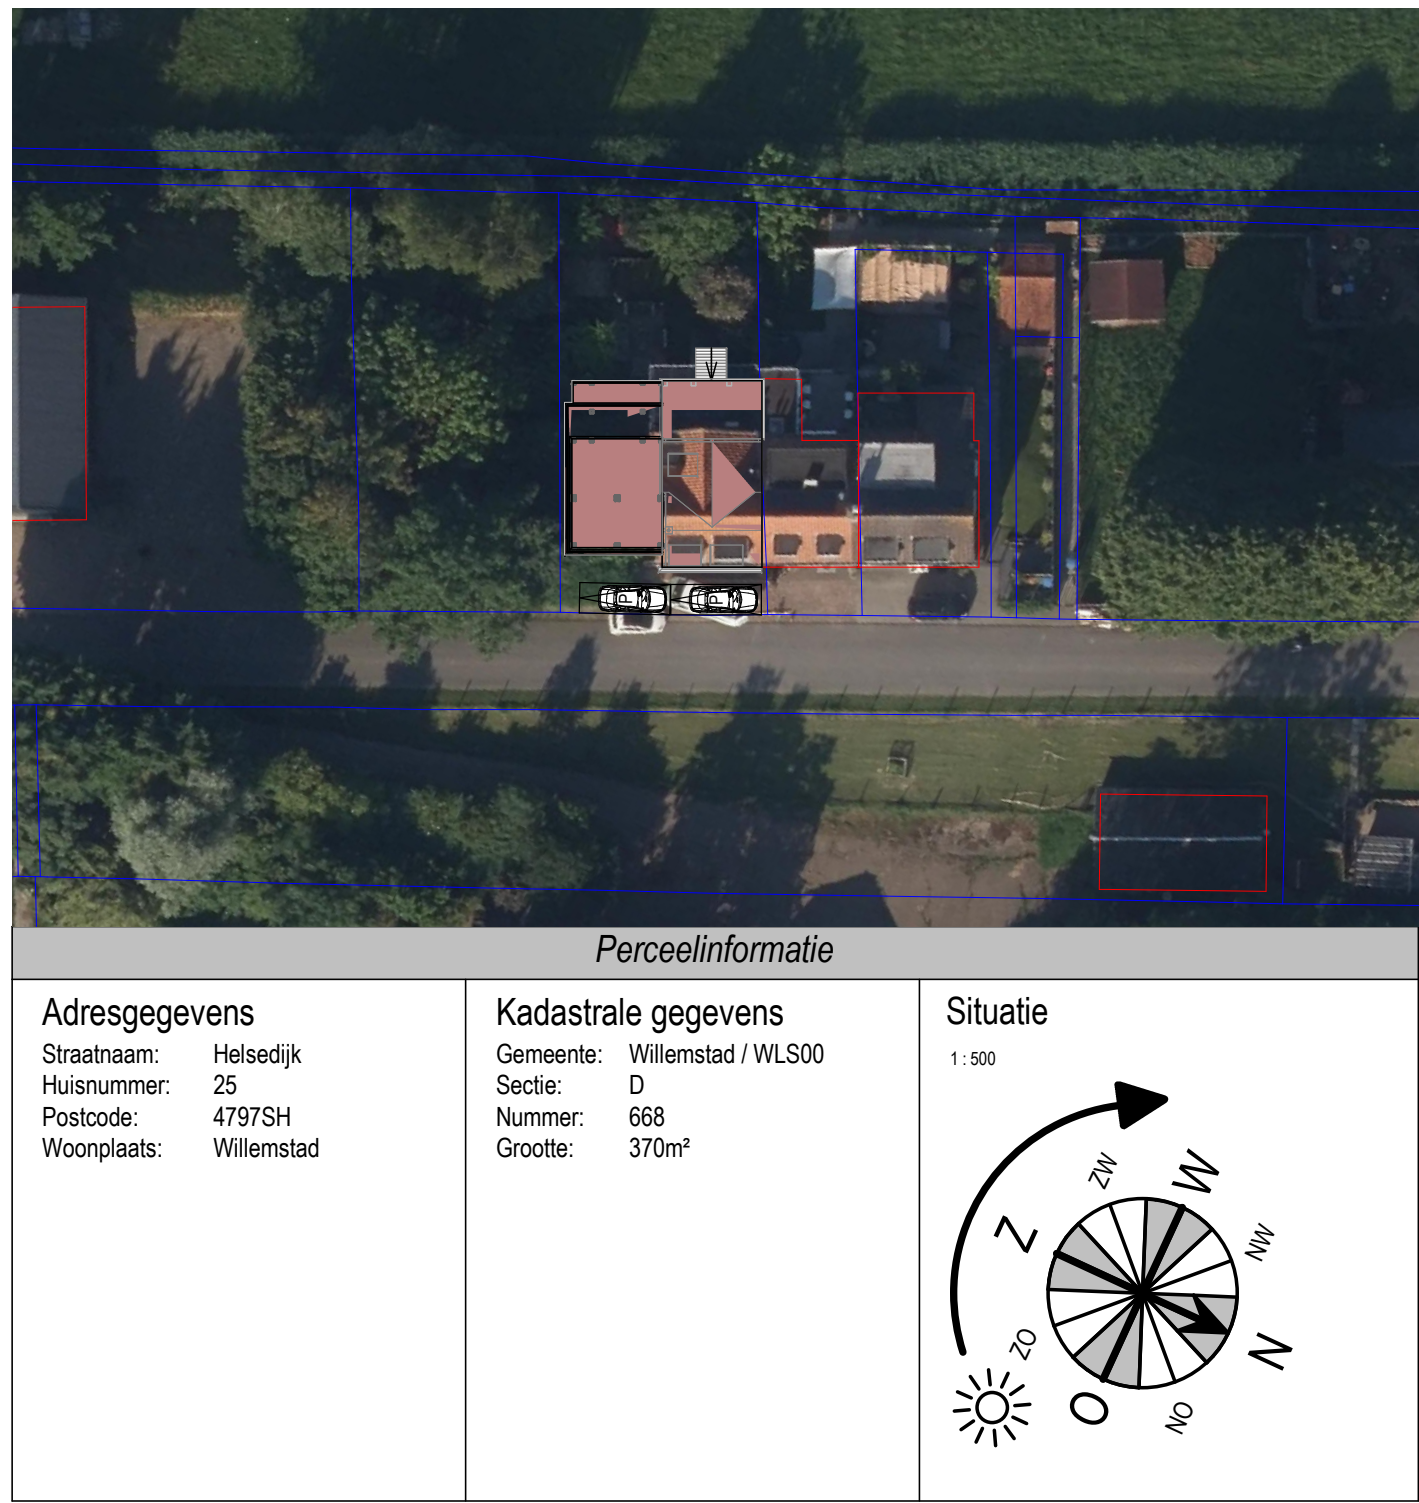 P
P
Perceelinformatie
Adresgegevens
Straatnaam: Helsedijk
Huisnummer: 25
Postcode: 4797SH
Woonplaats: Willemstad
Kadastrale gegevens
Gemeente: Willemstad / WLS00
Sectie: D
Nummer: 668
Grootte: 370m²
Situatie
1 : 500
ZW
W
Z
NW
ZO
N
O
NO